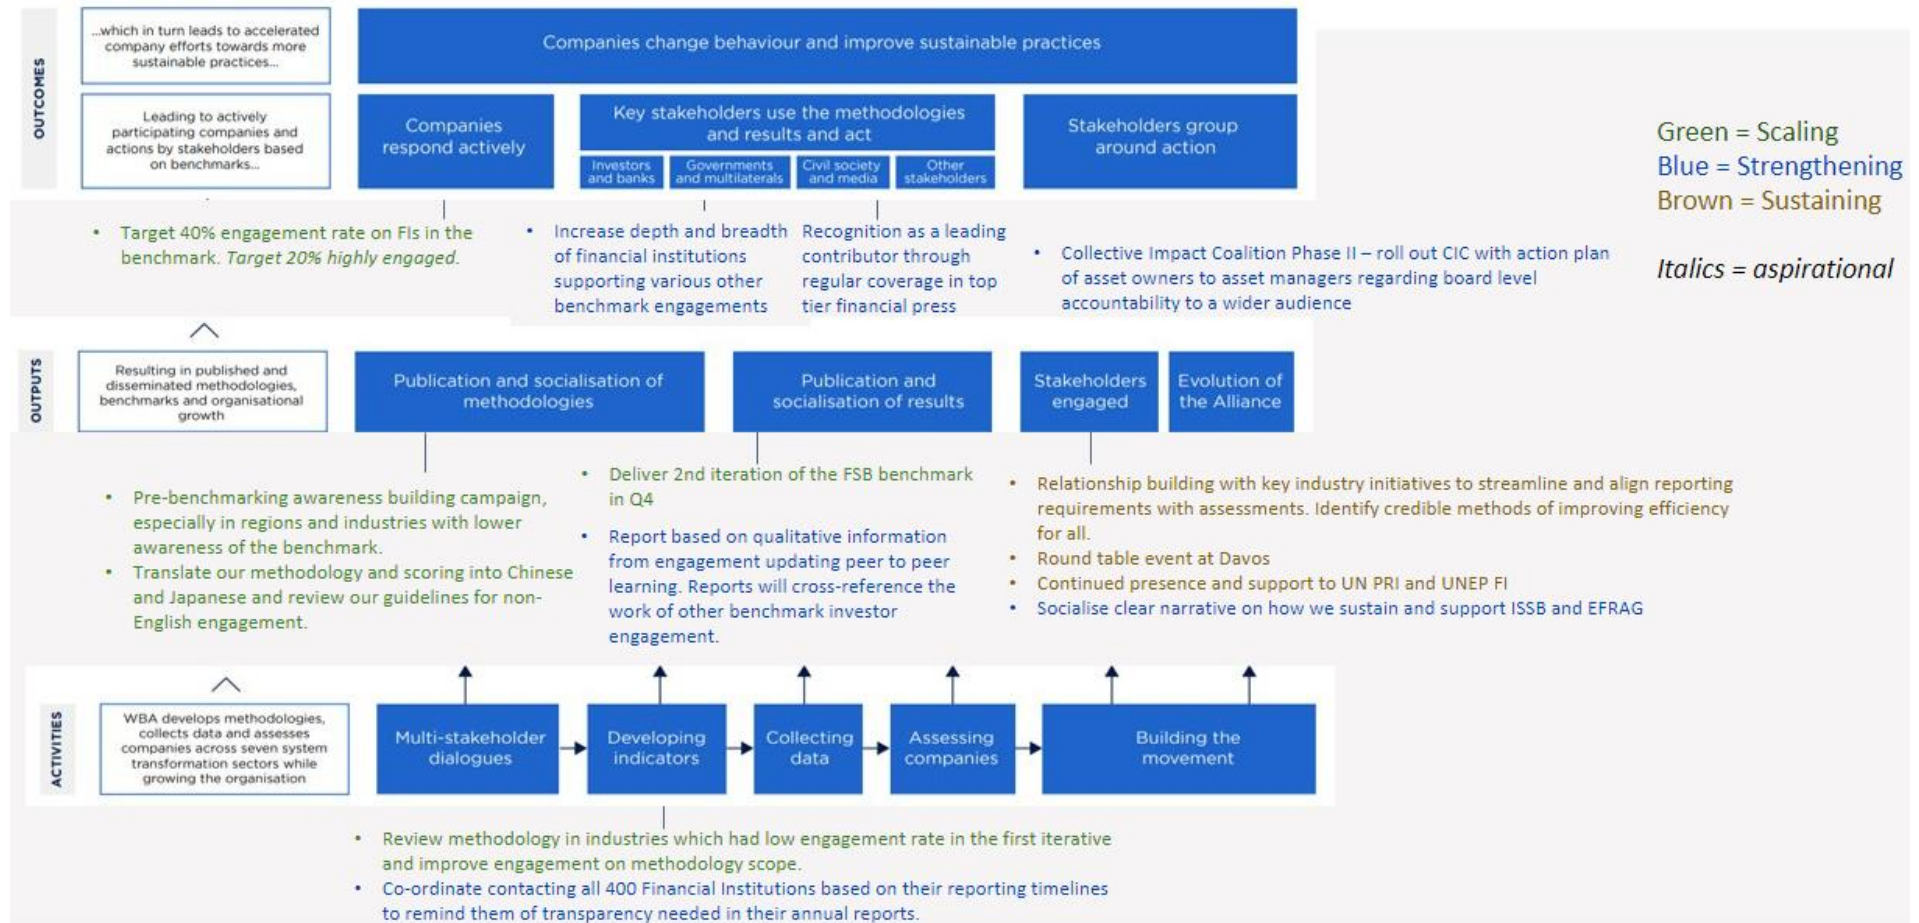 OUTCOMES
...which in turn leads to accelerated
company efforts towards more
sustainable practices...
Companies change behaviour and improve sustainable practices
Leading to actively
participating companies and
actions by stakeholders based
on benchmarks...
Companies
respond actively
Key stakeholders use the methodologies
and results and act
Investors
and banks
Governments
and multilaterals
Civil society
and media
Other
stakeholders
Stakeholders group
around action
Green = Scaling
Blue = Strengthening
Brown = Sustaining
Italics = aspirational
• Target 40% engagement rate on FIs in the
benchmark. Target 20% highly engaged.
• Increase depth and breadth
of financial institutions
supporting various other
benchmark engagements
Recognition as a leading
contributor through
regular coverage in top
tier financial press
• Collective Impact Coalition Phase II – roll out CIC with action plan
of asset owners to asset managers regarding board level
accountability to a wider audience
OUTPUTS
Resulting in published and
disseminated methodologies,
benchmarks and organisational
growth
Publication and socialisation of
methodologies
Publication and
socialisation of results
Stakeholders
engaged
Evolution of
the Alliance
• Pre-benchmarking awareness building campaign,
especially in regions and industries with lower
awareness of the benchmark.
• Translate our methodology and scoring into Chinese
and Japanese and review our guidelines for non-
English engagement.
• Deliver 2nd iteration of the FSB benchmark
in Q4
• Report based on qualitative information
from engagement updating peer to peer
learning. Reports will cross-reference the
work of other benchmark investor
engagement.
• Relationship building with key industry initiatives to streamline and align reporting
requirements with assessments. Identify credible methods of improving efficiency
for all.
• Round table event at Davos
• Continued presence and support to UN PRI and UNEP FI
• Socialise clear narrative on how we sustain and support ISSB and EFRAG
ACTIVITIES
WBA develops methodologies,
collects data and assesses
companies across seven system
transformation sectors while
growing the organisation
Multi-stakeholder
dialogues
Developing
indicators
Collecting
data
Assessing
companies
Building the
movement
• Review methodology in industries which had low engagement rate in the first iterative
and improve engagement on methodology scope.
• Co-ordinate contacting all 400 Financial Institutions based on their reporting timelines
to remind them of transparency needed in their annual reports.